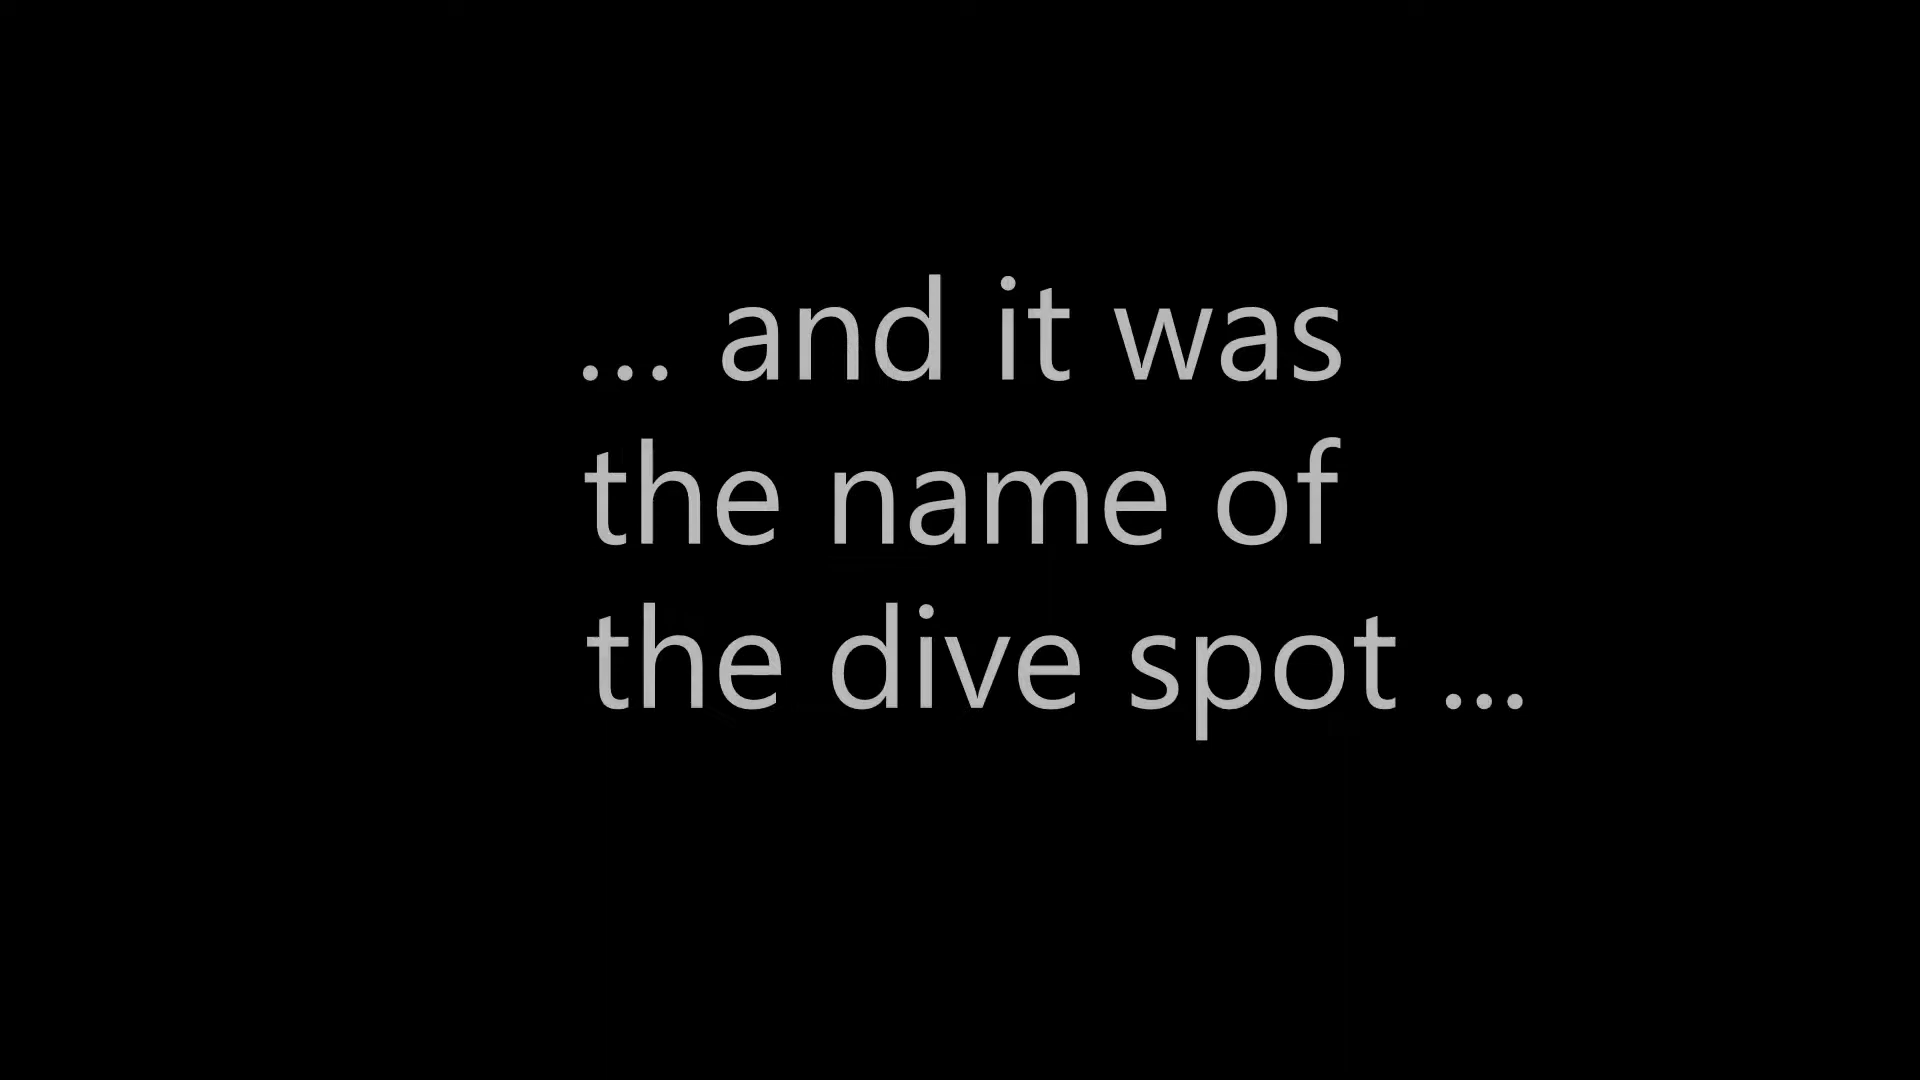 ... and it was
the name of
the dive spot ...